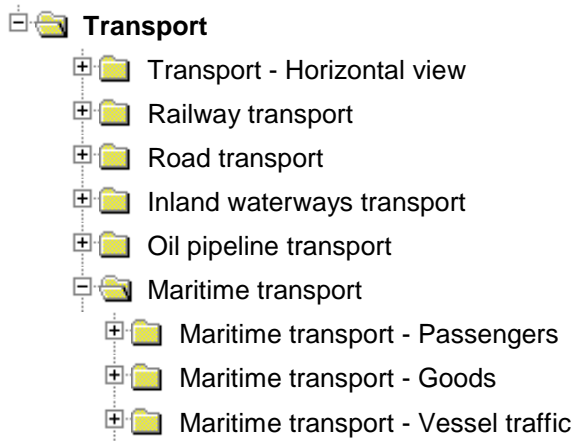 Transport
Transport - Horizontal view
Railway transport
Road transport
Inland waterways transport
Oil pipeline transport
Maritime transport
Maritime transport - Passengers
Maritime transport - Goods
Maritime transport - Vessel traffic